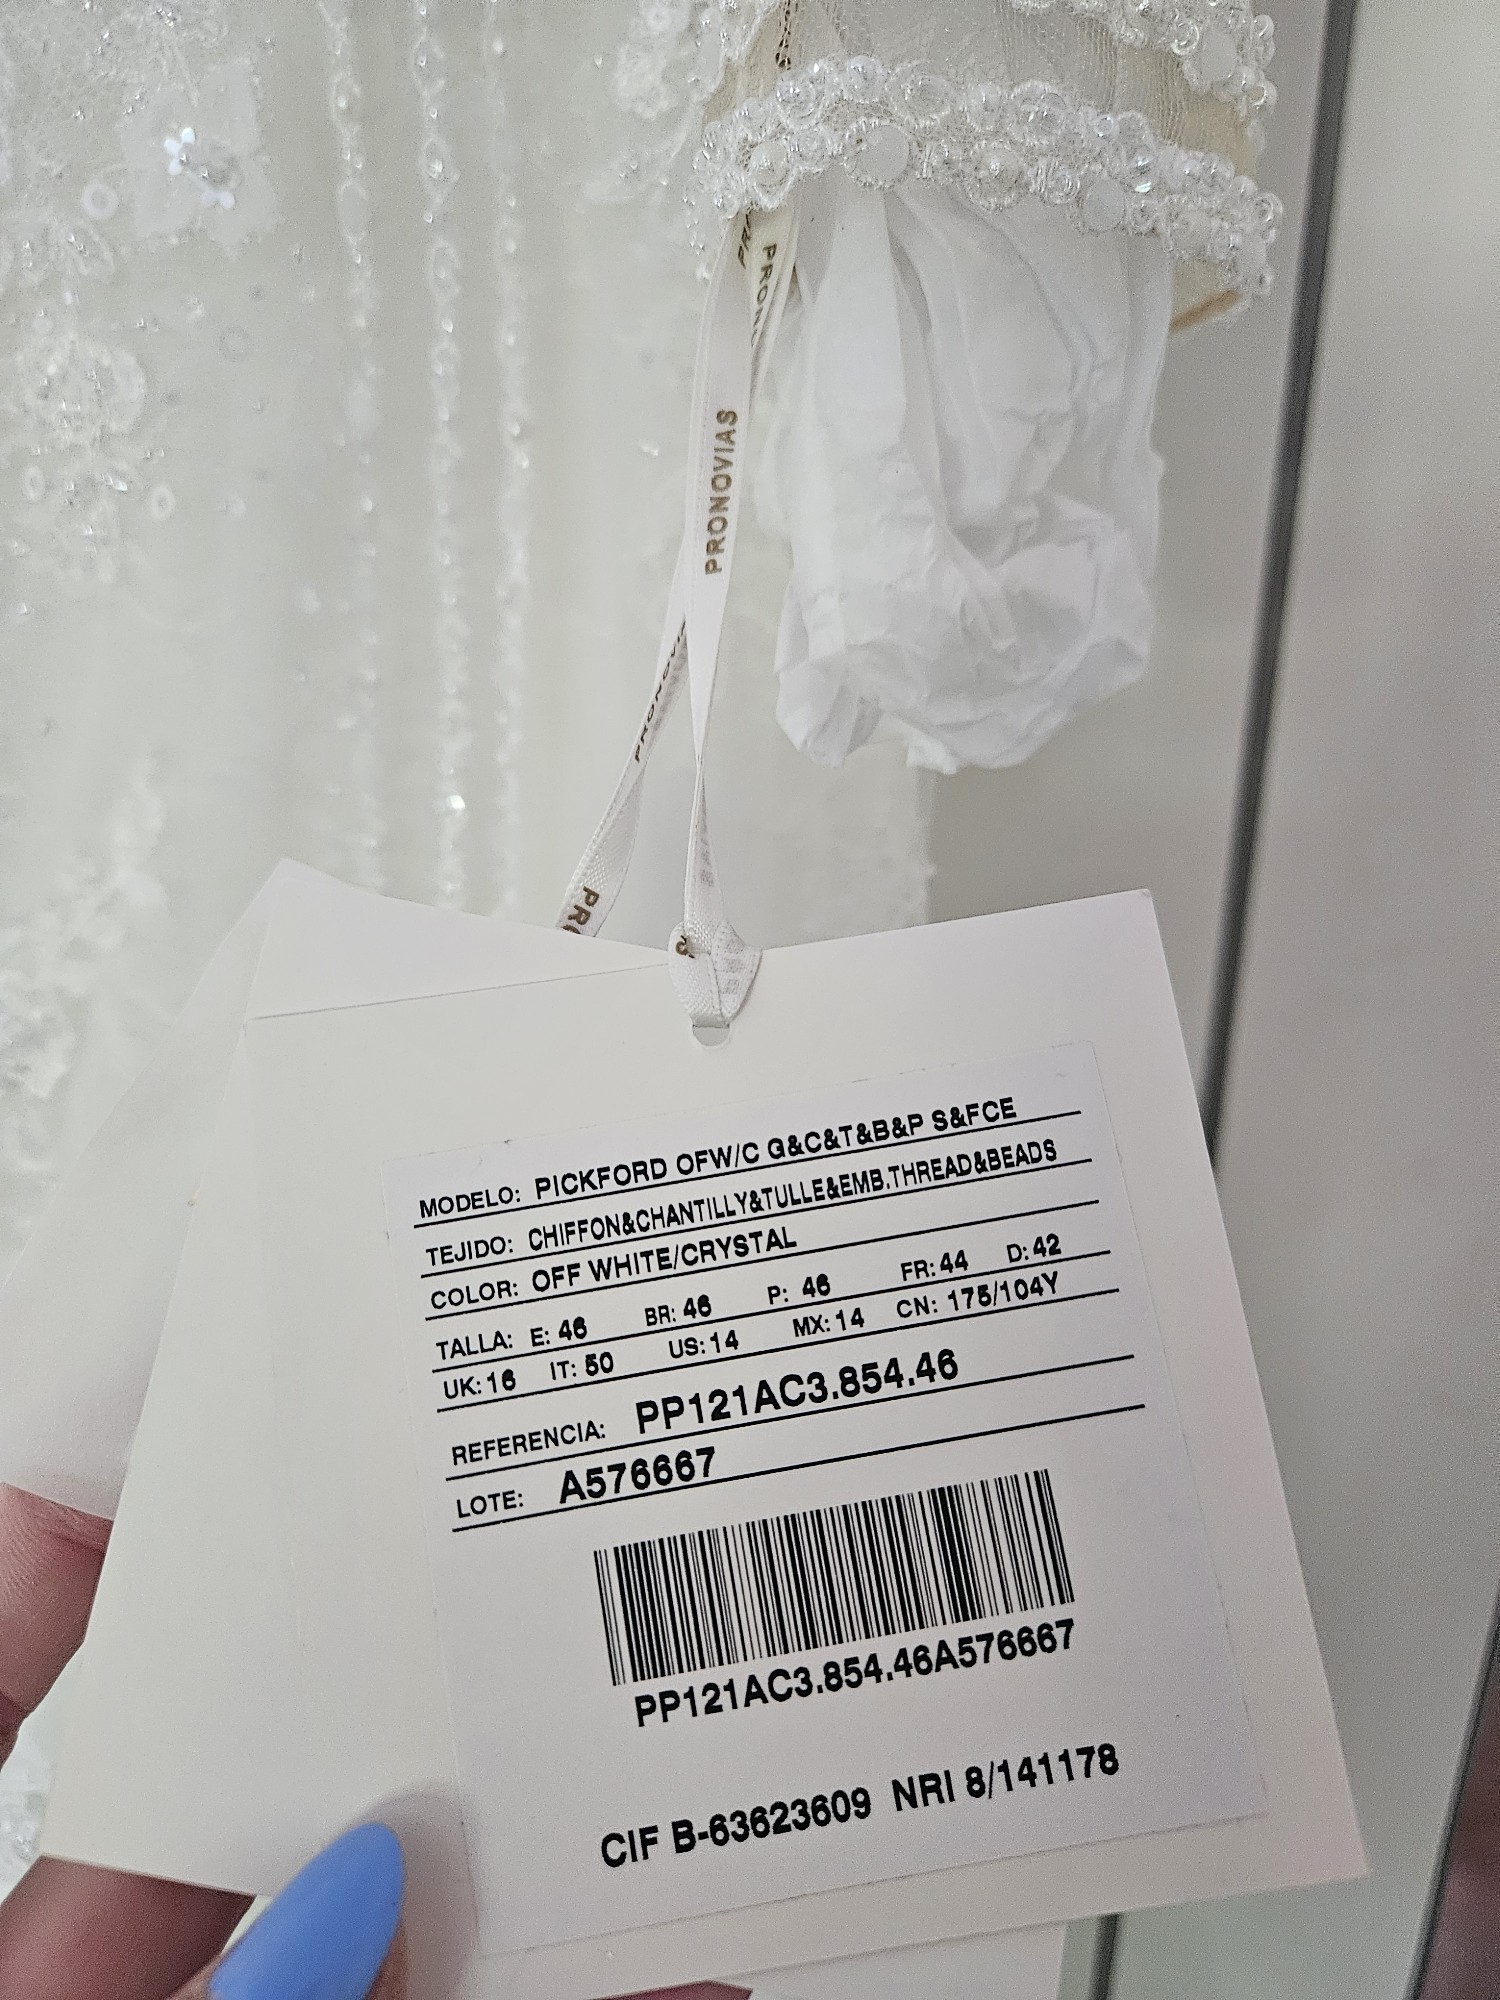 PRONOVIAS
MODELO: PICKFORD OFW/C G&C&T&B&P S&FCE
TEJIDO: CHIFFON&CHANTILLY&TULLE&EMB.THREAD&BEADS
COLOR: OFF WHITE/CRYSTAL
TALLA: E: 46 BR: 46 P: 46 FR: 44 D: 42
UK: 16 IT: 50 US: 14 MX: 14 CN: 175/104Y
REFERENCIA: PP121AC3.854.46
LOTE: A576667
PP121AC3.854.46A576667
CIF B-63623609 NRI 8/141178